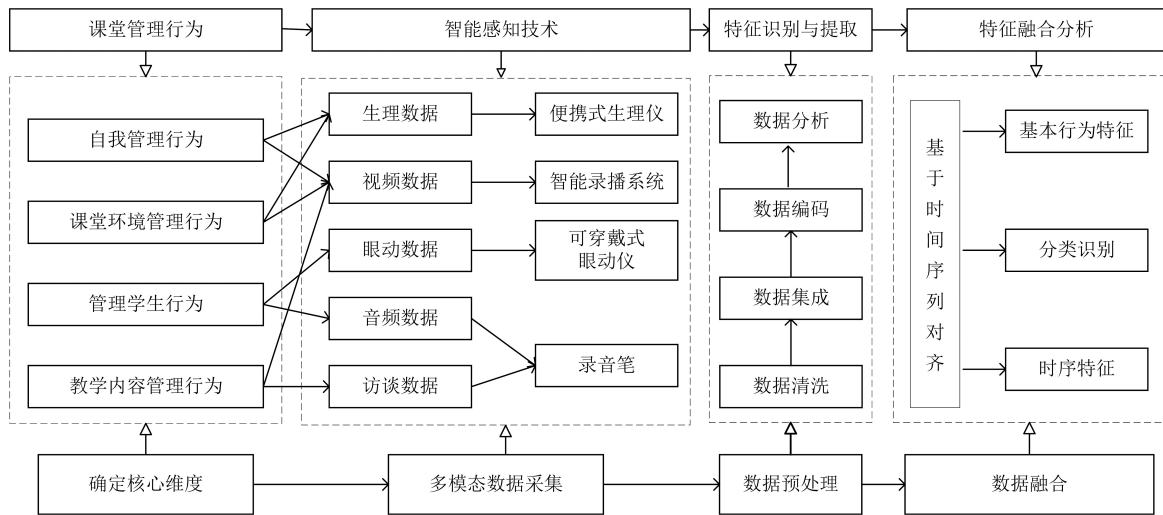 课堂管理行为
智能感知技术
特征识别与提取
特征融合分析
自我管理行为
课堂环境管理行为
管理学生行为
教学内容管理行为
生理数据
便携式生理仪
视频数据
智能录播系统
眼动数据
可穿戴式
眼动仪
音频数据
访谈数据
录音笔
数据分析
数据编码
数据集成
数据清洗
基于时间序列对齐
基本行为特征
分类识别
时序特征
确定核心维度
多模态数据采集
数据预处理
数据融合